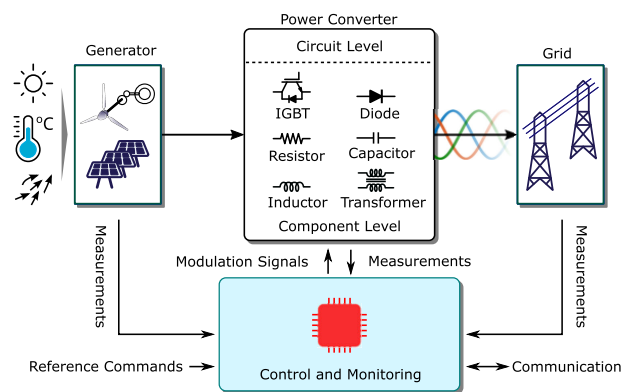 Power Converter
Generator
Circuit Level
Grid
°C
IGBT
Diode
Resistor
Capacitor
Inductor
Transformer
Component Level
Measurements
Modulation Signals
Measurements
Measurements
Reference Commands
Control and Monitoring
Communication